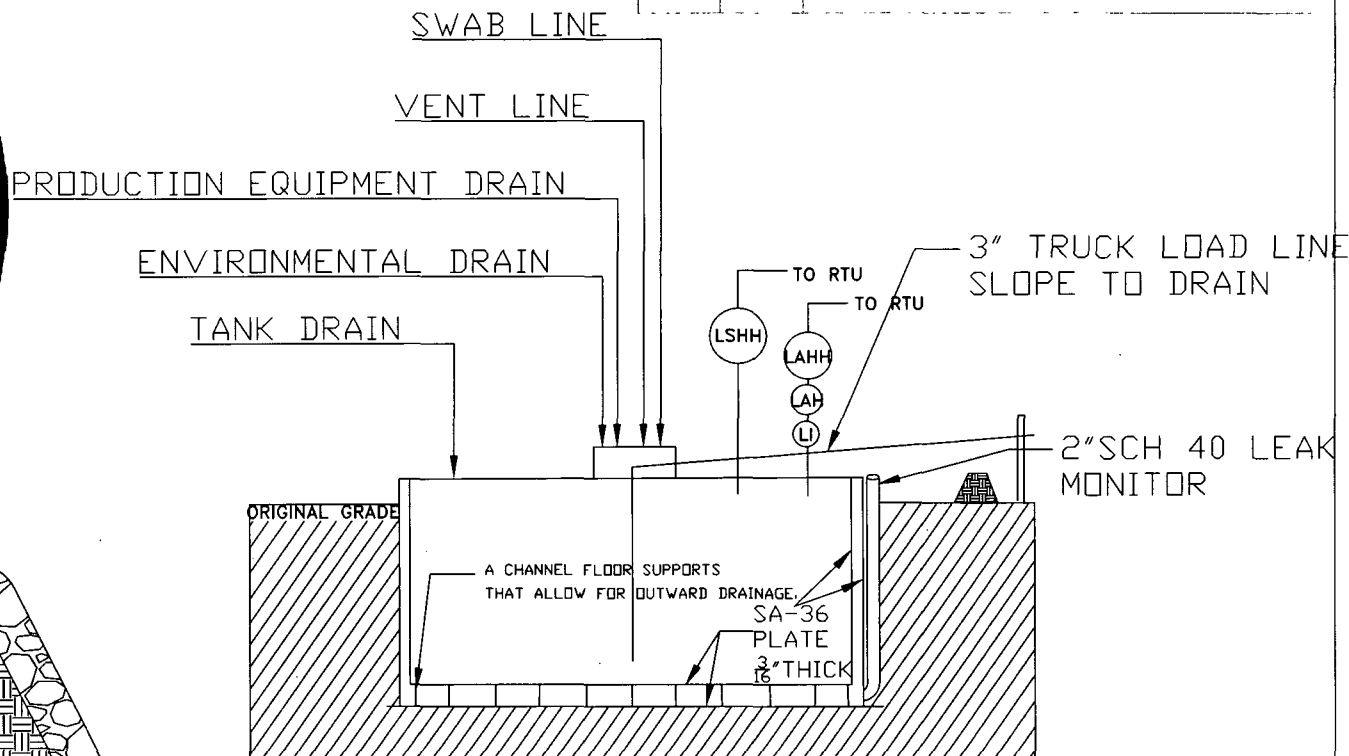 SWAB LINE
VENT LINE
PRODUCTION EQUIPMENT DRAIN
ENVIRONMENTAL DRAIN
TANK DRAIN
3" TRUCK LOAD LINE
SLOPE TO DRAIN
TO RTU
TO RTU
LSHH
LAHH
LAH
LI
2"SCH 40 LEAK
MONITOR
ORIGINAL GRADE
A CHANNEL FLOOR SUPPORTS
THAT ALLOW FOR OUTWARD DRAINAGE.
SA-36
PLATE
3/16" THICK